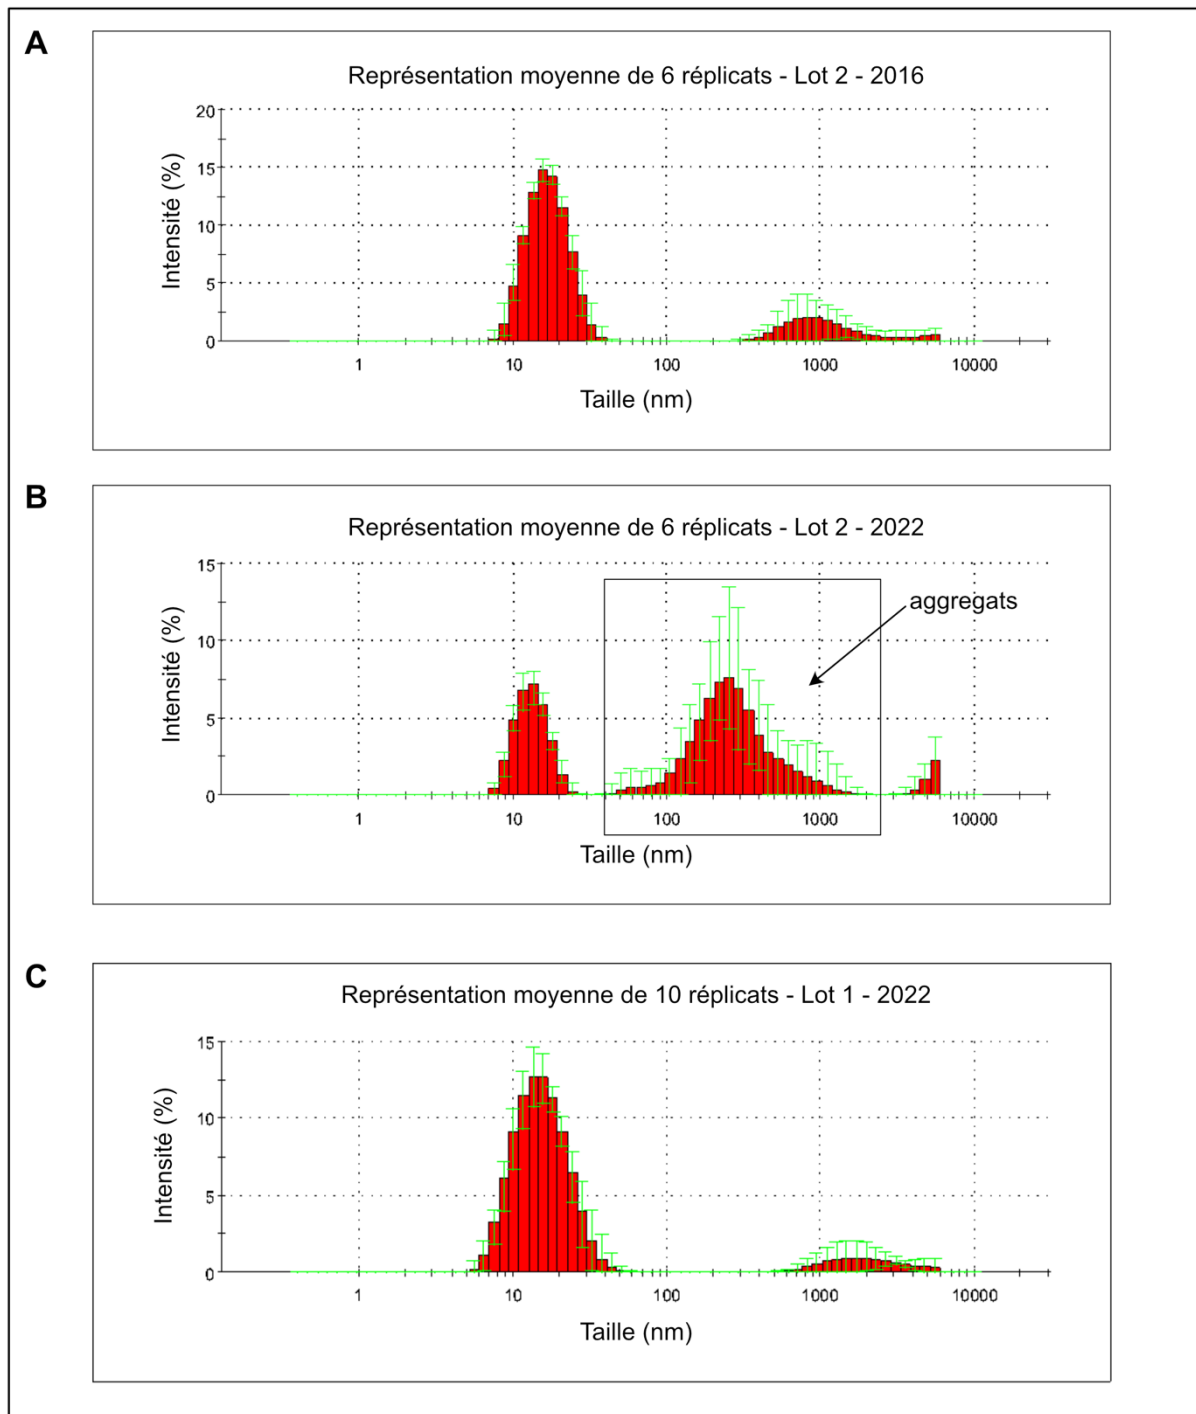 A
Représentation moyenne de 6 réplicats - Lot 2 - 2016
20
15
10
5
0
Intensité (%)
1 10 100 1000 10000
Taille (nm)
B
Représentation moyenne de 6 réplicats - Lot 2 - 2022
15
10
5
0
Intensité (%)
aggregats
1 10 100 1000 10000
Taille (nm)
C
Représentation moyenne de 10 réplicats - Lot 1 - 2022
15
10
5
0
Intensité (%)
1 10 100 1000 10000
Taille (nm)